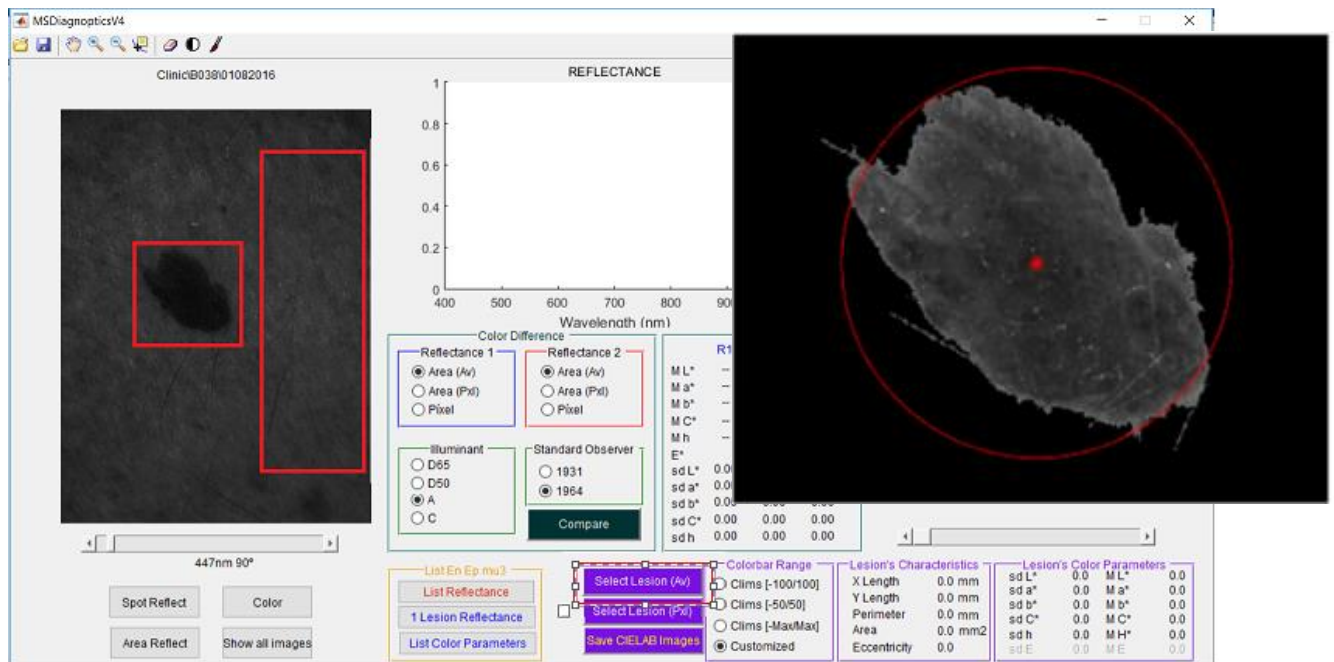 MSDiagnopticsV4
Clinic\B038\01082016
REFLECTANCE
1
0.8
0.6
0.4
0.2
0
400 500 600 700 800
Wavelength (nm)
447nm 90º
Spot Reflect
Color
Area Reflect
Show all images
Color Difference
Reflectance 1
Area (Av)
Area (Pxl)
Píxel
Reflectance 2
Area (Av)
Area (Pxl)
Píxel
Illuminant
D65
D50
A
C
Standard Observer
1931
1964
Compare
R1
M L* --
M a* --
M b* --
M C* --
M h --
E*
sd L*
sd a*
sd b*
sd C* 0.00 0.00 0.00
sd h 0.00 0.00 0.00
List En Ep mu3
List Reflectance
1 Lesion Reflectance
List Color Parameters
Select Lesion (Av)
Select Lesion (Pxl)
Save CIELAB Images
Colorbar Range
Clims [-100/100]
Clims [-50/50]
Clims [-Max/Max]
Customized
Lesion's Characteristics
X Length 0.0 mm
Y Length 0.0 mm
Perimeter 0.0 mm
Area 0.0 mm2
Eccentricity 0.0
Lesion's Color Parameters
sd L* 0.0 M L* 0.0
sd a* 0.0 M a* 0.0
sd b* 0.0 M b* 0.0
sd C* 0.0 M C* 0.0
sd h 0.0 M H* 0.0
sd E 0.0 M E 0.0